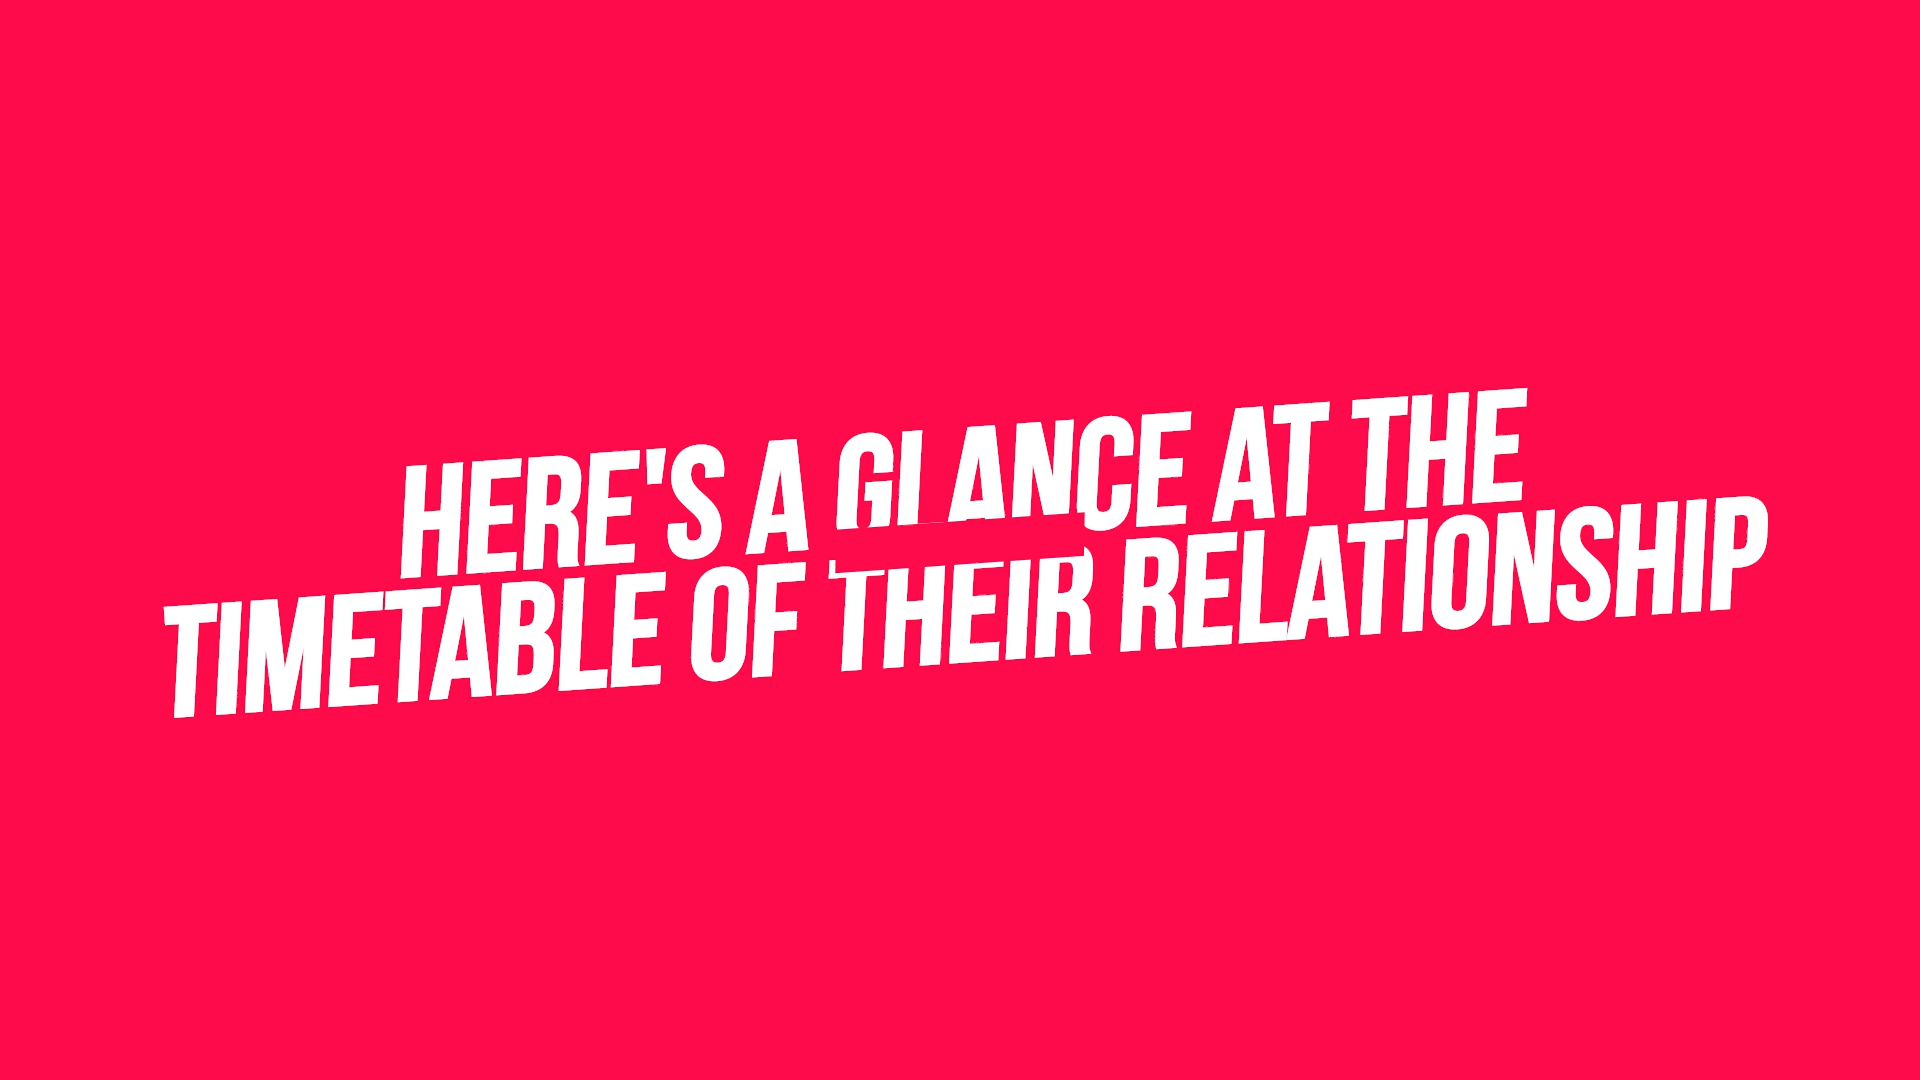 HERE'S A GLANCE AT THE
TIMETABLE OF THEIR RELATIONSHIP